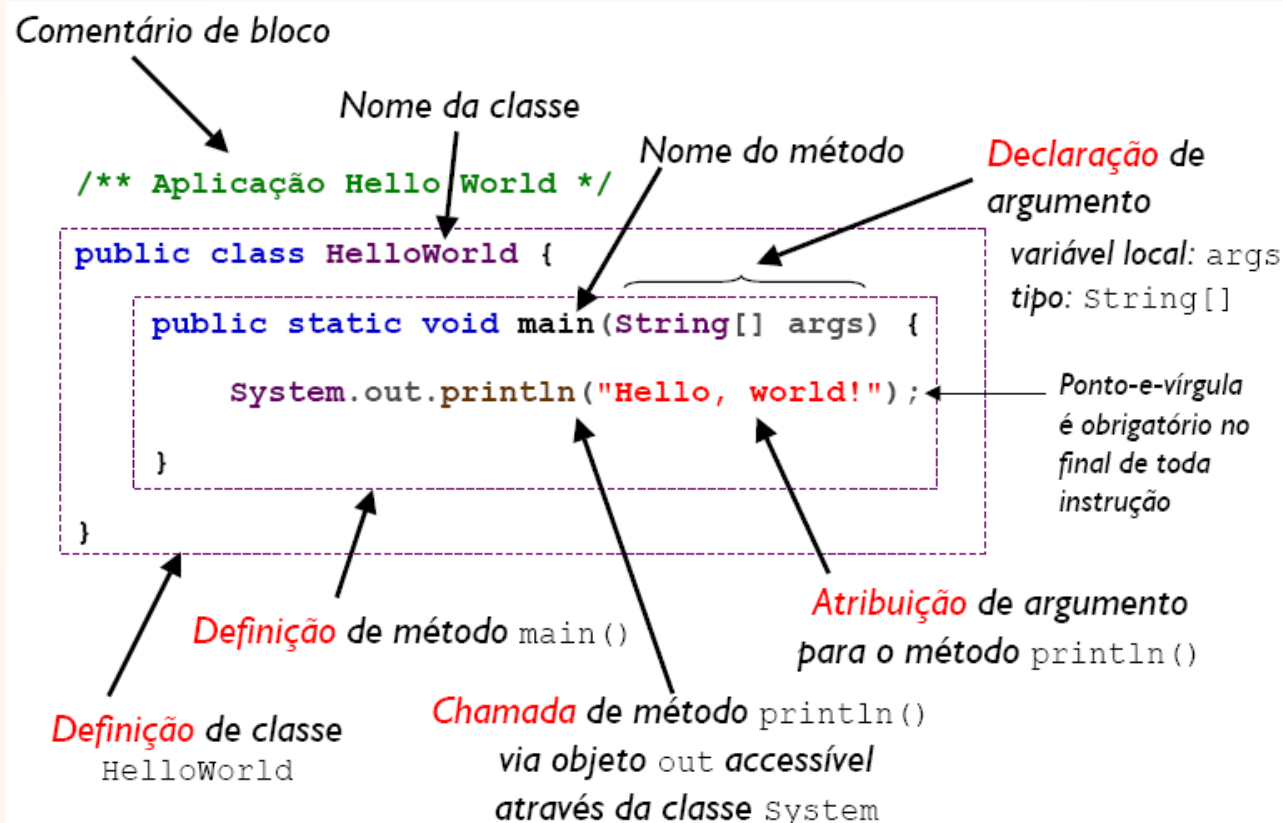 Comentário de bloco
Nome da classe
Nome do método
Declaração de
argumento
variável local: args
tipo: String[]
/** Aplicação Hello World */
public class HelloWorld {
public static void main(String[] args) {
System.out.println("Hello, world!");
}
}
Ponto-e-vírgula
é obrigatório no
final de toda
instrução
Atribuição de argumento
para o método println()
Definição de método main()
Chamada de método println()
via objeto out accessível
através da classe System
Definição de classe
HelloWorld